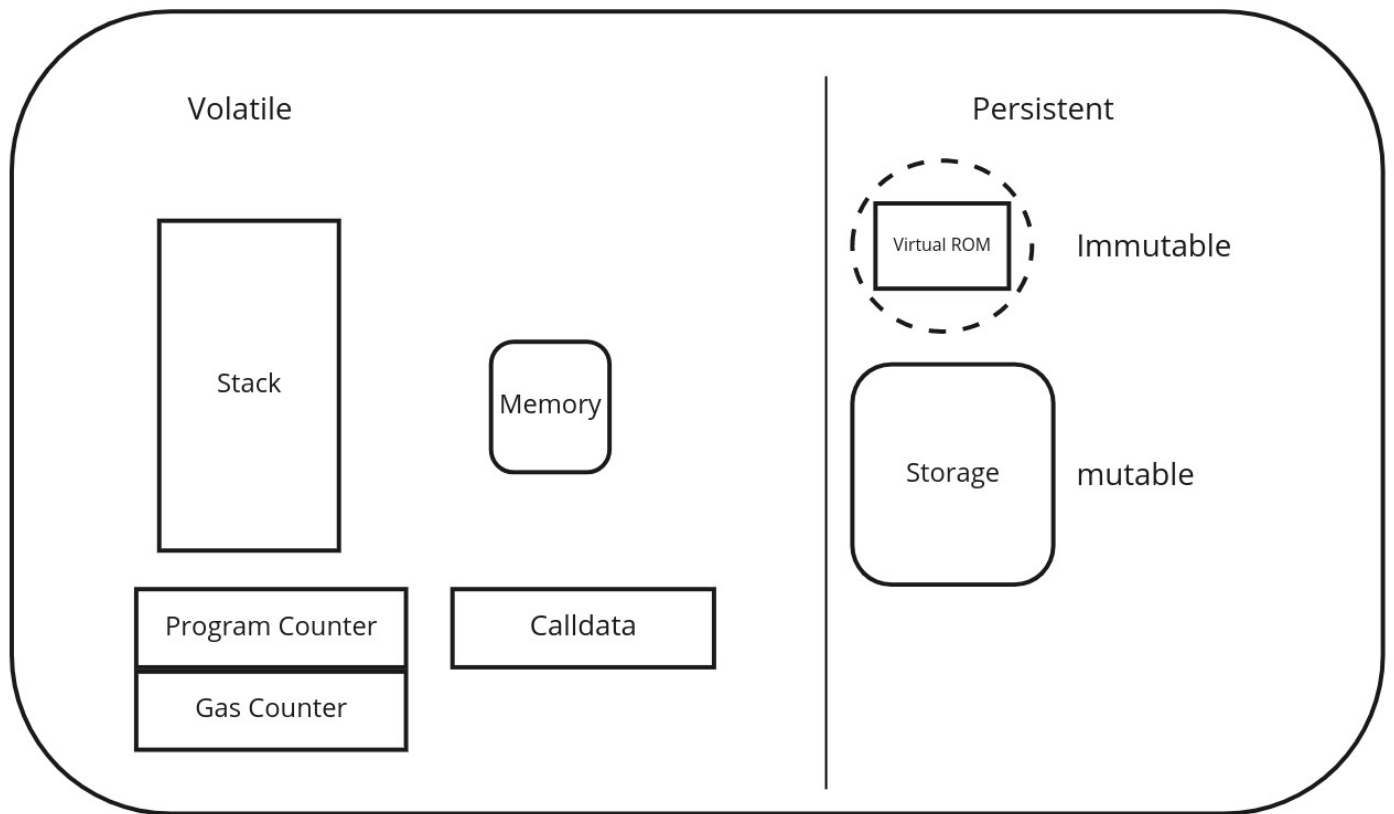 Volatile
Persistent
Virtual ROM
Immutable
Stack
Memory
Storage
mutable
Program Counter
Calldata
Gas Counter